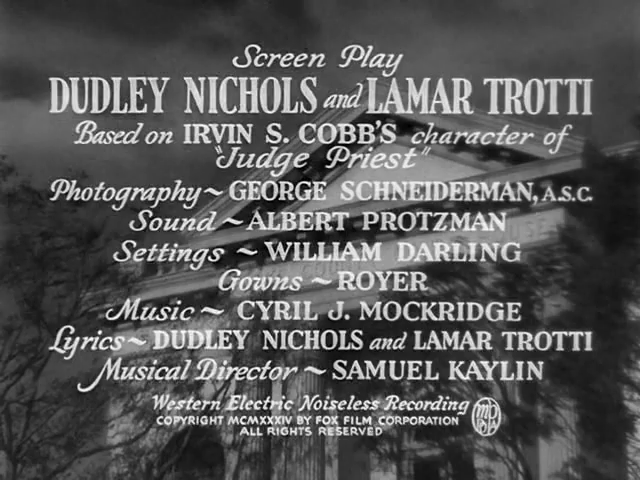 Screen Play
DUDLEY NICHOLS and LAMAR TROTTI
Based on IRVIN S. COBB'S character of
"Judge Priest"
Photography~ GEORGE SCHNEIDERMAN, A.S.C.
Sound ~ ALBERT PROTZMAN
Settings ~ WILLIAM DARLING
Gowns ~ ROYER
Music ~ CYRIL J. MOCKRIDGE
Lyrics~ DUDLEY NICHOLS and LAMAR TROTTI
Musical Director ~ SAMUEL KAYLIN
Western Electric Noiseless Recording
COPYRIGHT MCMXXXIV BY FOX FILM CORPORATION
ALL RIGHTS RESERVED